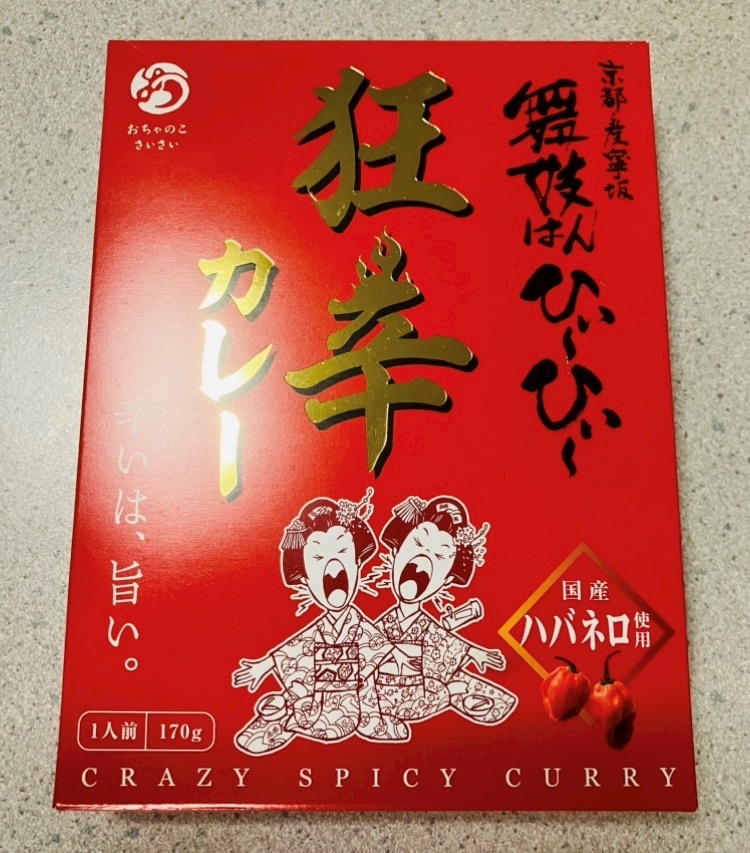 京都・産寧坂
舞妓はん
ひぃ〜ひぃ〜
狂辛
カレー
おちゃのこ
さいさい
辛いは、旨い。
国産
ハバネロ使用
1人前 170g
CRAZY SPICY CURRY